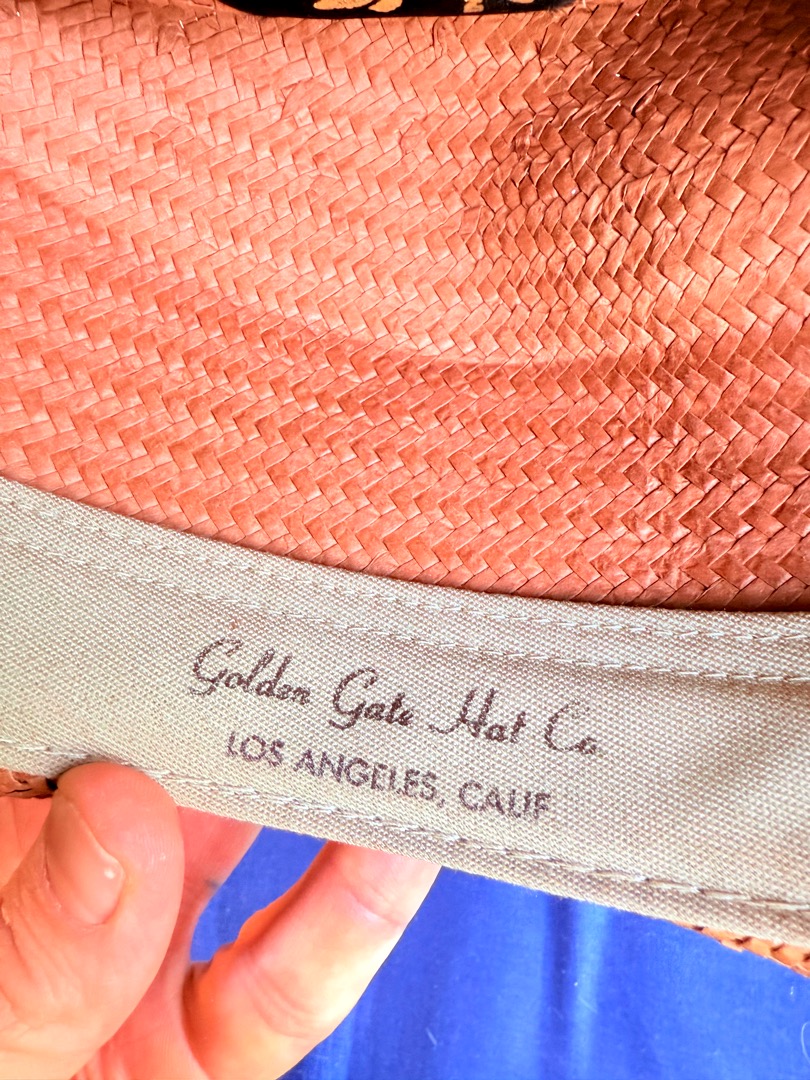 Golden Gate Hat Co.
LOS ANGELES, CALIF